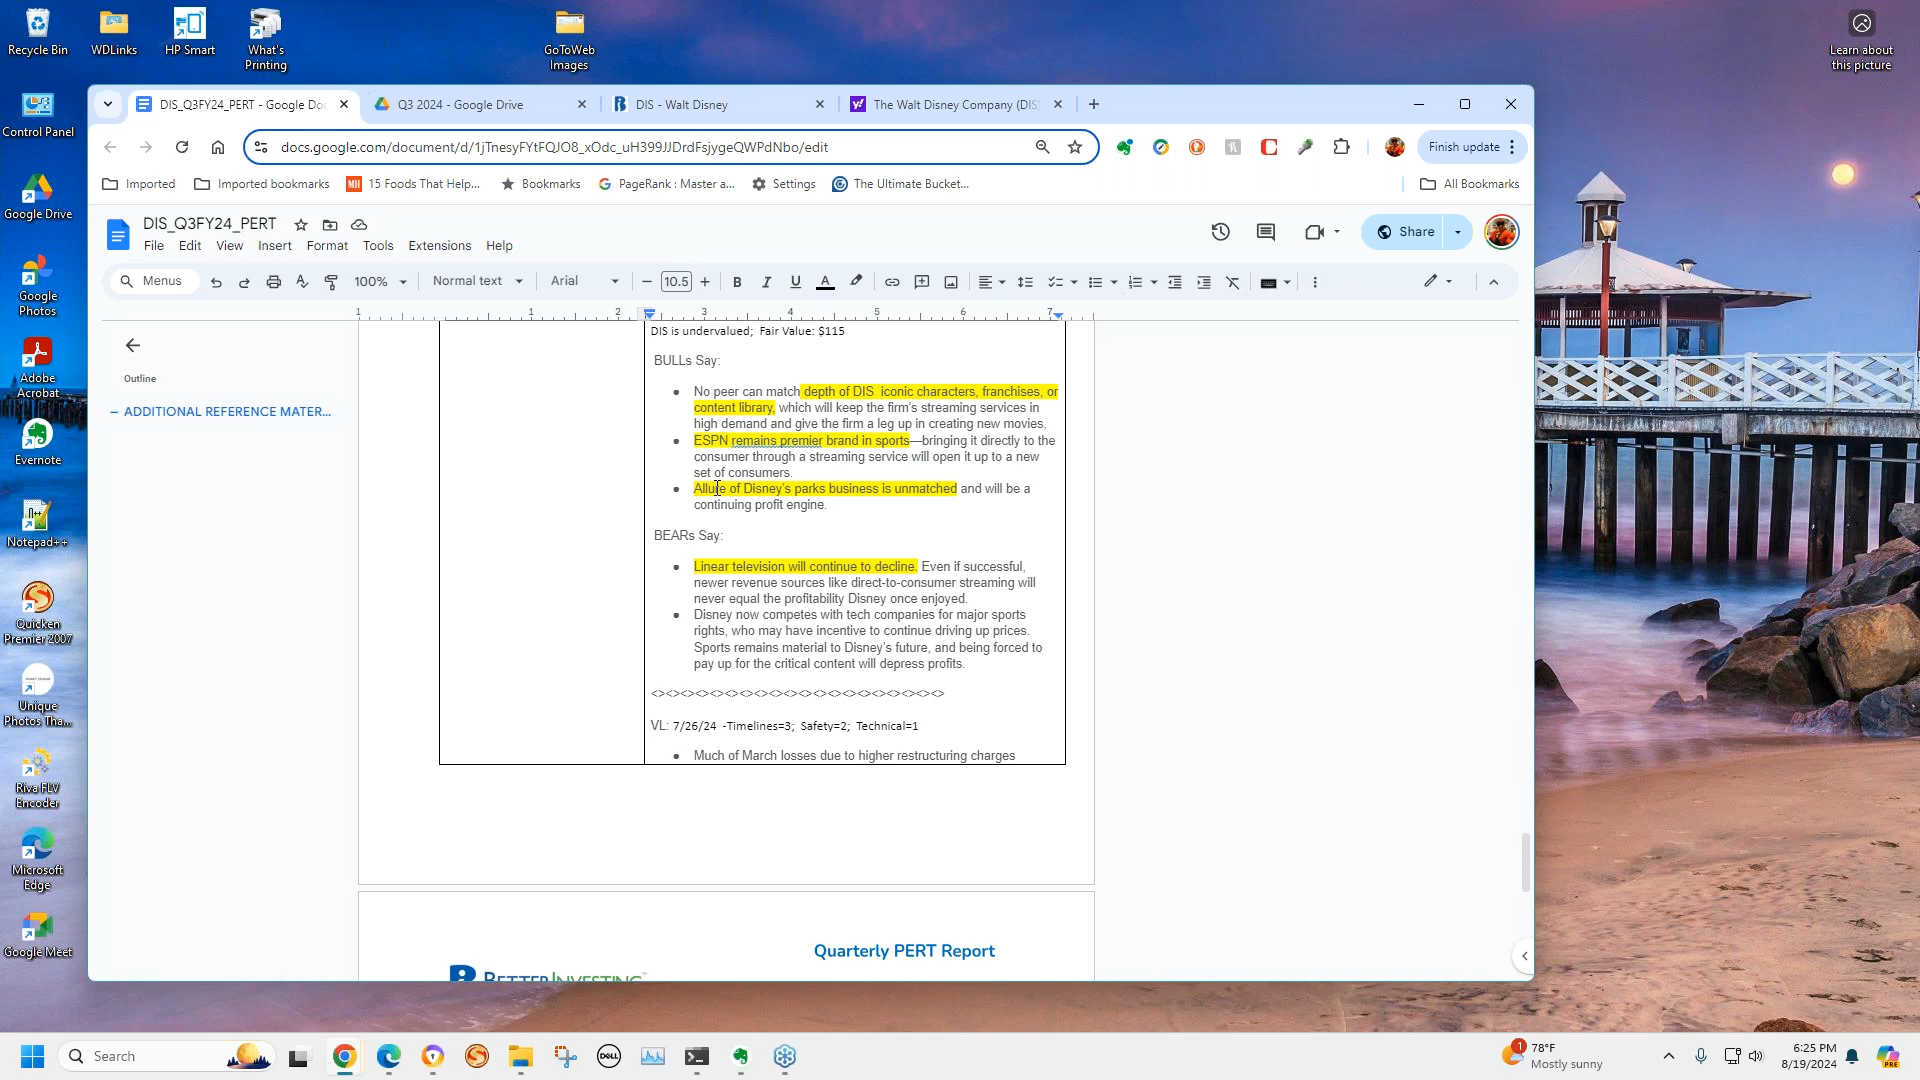 Recycle Bin
WDLinks
HP Smart
What's
Printing
GoToWeb
Images
Learn about
this picture
Control Panel
Google Drive
Google
Photos
Adobe
Acrobat
Evernote
Notepad++
Quicken
Premier 2007
Unique
Photos Tha...
Riva FLV
Encoder
Microsoft
Edge
Google Meet
DIS_Q3FY24_PERT - Google Doc
Q3 2024 - Google Drive
DIS - Walt Disney
The Walt Disney Company (DIS)
docs.google.com/document/d/1jTnesyFYtFQJO8_xOdc_uH399JJDrdFsjygeQWPdNbo/edit
Finish update
Imported
Imported bookmarks
MH 15 Foods That Help...
Bookmarks
PageRank : Master a...
Settings
The Ultimate Bucket...
All Bookmarks
DIS_Q3FY24_PERT
File Edit View Insert Format Tools Extensions Help
Share
Menus
100%
Normal text
Arial
10.5
1 1 2 3 4 5 6 7
Outline
ADDITIONAL REFERENCE MATER...
DIS is undervalued; Fair Value: $115
BULLs Say:
No peer can match depth of DIS iconic characters, franchises, or
content library, which will keep the firm's streaming services in
high demand and give the firm a leg up in creating new movies,
ESPN remains premier brand in sports—bringing it directly to the
consumer through a streaming service will open it up to a new
set of consumers.
Allure of Disney's parks business is unmatched and will be a
continuing profit engine.
BEARs Say:
Linear television will continue to decline. Even if successful,
newer revenue sources like direct-to-consumer streaming will
never equal the profitability Disney once enjoyed.
Disney now competes with tech companies for major sports
rights, who may have incentive to continue driving up prices.
Sports remains material to Disney's future, and being forced to
pay up for the critical content will depress profits.
<><><><><><><><><><><><><><><><><><><><>
VL: 7/26/24 -Timelines=3; Safety=2; Technical=1
Much of March losses due to higher restructuring charges
Quarterly PERT Report
BETTERINVESTING
Search
DELL
1
78°F
Mostly sunny
6:25 PM
8/19/2024
PRE